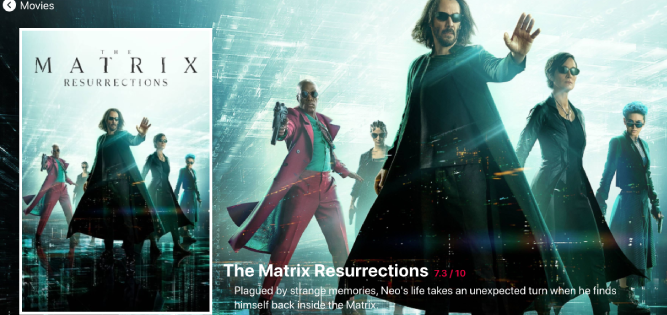 Movies
THE
MATRIX
RESURRECTIONS
The Matrix Resurrections 7.3 / 10
Plagued by strange memories, Neo's life takes an unexpected turn when he finds
himself back inside the Matrix.